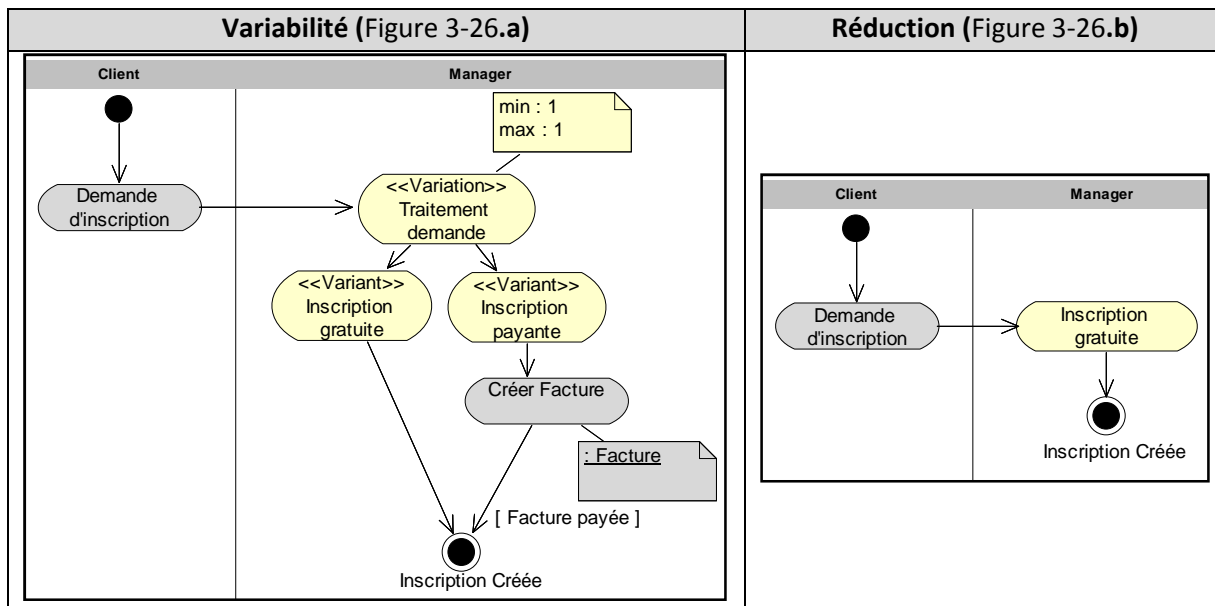 Variabilité (Figure 3-26.a)
Réduction (Figure 3-26.b)
Client
Manager
min : 1
max : 1
Demande
d'inscription
<<Variation>>
Traitement
demande
<<Variant>>
Inscription
gratuite
<<Variant>>
Inscription
payante
Créer Facture
: Facture
[ Facture payée ]
Inscription Créée
Client
Manager
Demande
d'inscription
Inscription
gratuite
Inscription Créée